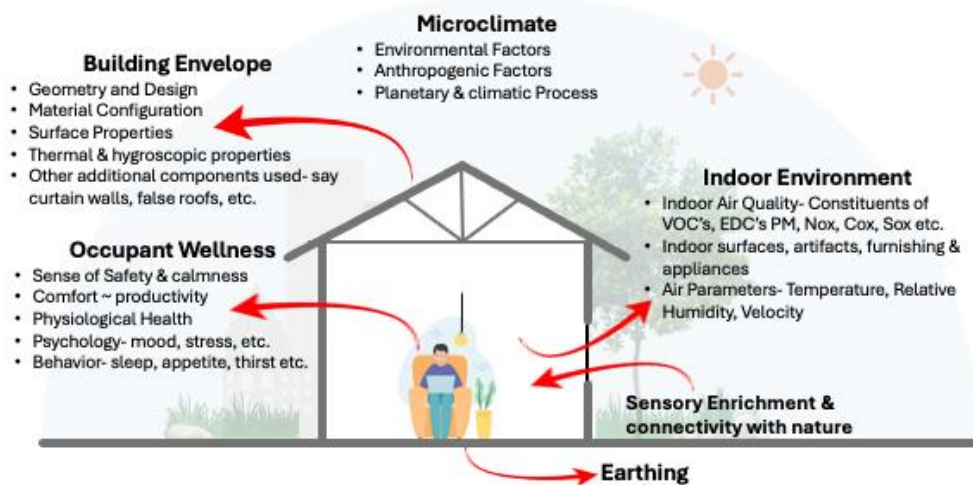 Microclimate
• Environmental Factors
• Anthropogenic Factors
• Planetary & climatic Process
Building Envelope
• Geometry and Design
• Material Configuration
• Surface Properties
• Thermal & hygroscopic properties
• Other additional components used- say
curtain walls, false roofs, etc.
Indoor Environment
• Indoor Air Quality- Constituents of
VOC's, EDC's PM, Nox, Cox, Sox etc.
• Indoor surfaces, artifacts, furnishing &
appliances
• Air Parameters- Temperature, Relative
Humidity, Velocity
Occupant Wellness
• Sense of Safety & calmness
• Comfort ~ productivity
• Physiological Health
• Psychology- mood, stress, etc.
• Behavior- sleep, appetite, thirst etc.
Sensory Enrichment &
connectivity with nature
Earthing